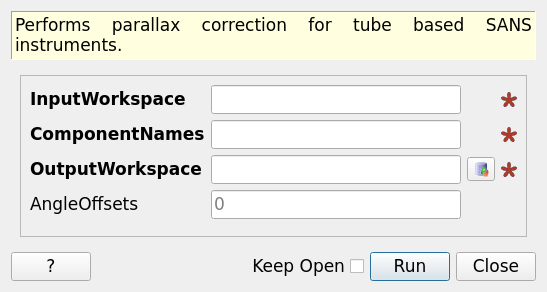 Performs parallax correction for tube based SANS
instruments.
InputWorkspace *
ComponentNames *
OutputWorkspace *
AngleOffsets 0
? Keep Open Run Close